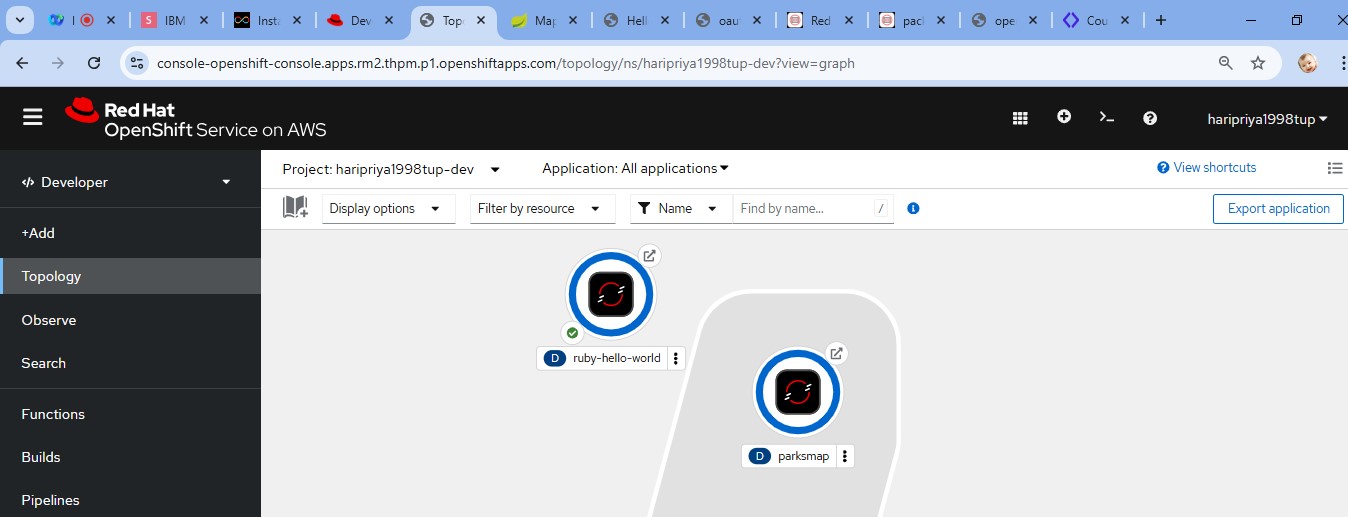 I
IBM
Insta
Dev
Top
Map
Hell
oau
Red
pac
ope
Cou
console-openshift-console.apps.rm2.thpm.p1.openshiftapps.com/topology/ns/haripriya1998tup-dev?view=graph
Red Hat
OpenShift Service on AWS
haripriya1998tup
Developer
Project: haripriya1998tup-dev
Application: All applications
View shortcuts
Display options
Filter by resource
Name
Find by name...
/
Export application
+Add
Topology
Observe
Search
Functions
Builds
Pipelines
D ruby-hello-world
D parksmap